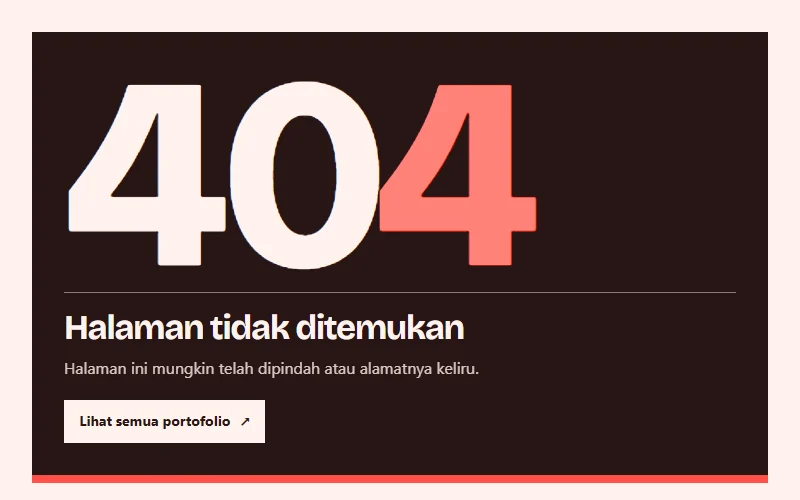 404
Halaman tidak ditemukan
Halaman ini mungkin telah dipindah atau alamatnya keliru.
Lihat semua portofolio ↗